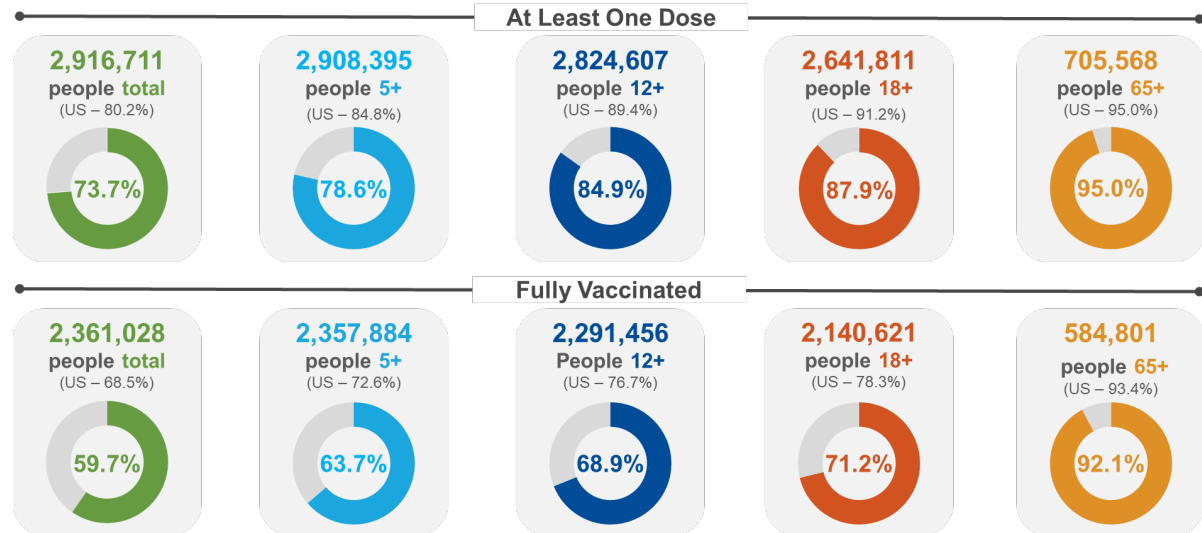 At Least One Dose
2,916,711
people total
(US – 80.2%)
73.7%
2,908,395
people 5+
(US – 84.8%)
78.6%
2,824,607
people 12+
(US – 89.4%)
84.9%
2,641,811
people 18+
(US – 91.2%)
87.9%
705,568
people 65+
(US – 95.0%)
95.0%
Fully Vaccinated
2,361,028
people total
(US – 68.5%)
59.7%
2,357,884
people 5+
(US – 72.6%)
63.7%
2,291,456
People 12+
(US – 76.7%)
68.9%
2,140,621
people 18+
(US – 78.3%)
71.2%
584,801
people 65+
(US – 93.4%)
92.1%